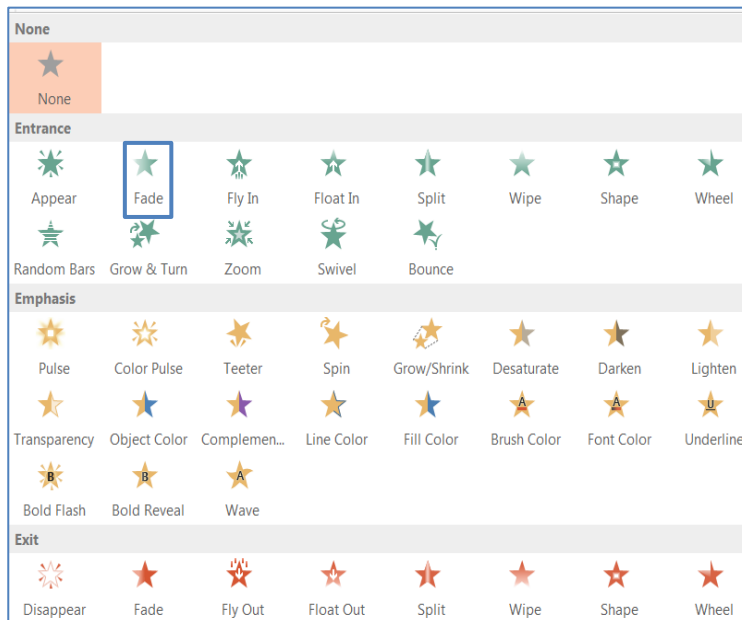 None
None
Entrance
Appear Fade Fly In Float In Split Wipe Shape Wheel
Random Bars Grow & Turn Zoom Swivel Bounce
Emphasis
Pulse Color Pulse Teeter Spin Grow/Shrink Desaturate Darken Lighten
Transparency Object Color Complemen... Line Color Fill Color Brush Color Font Color Underline
Bold Flash Bold Reveal Wave
Exit
Disappear Fade Fly Out Float Out Split Wipe Shape Wheel